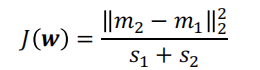 J(w) = ‖m₂ − m₁‖₂² / s₁ + s₂